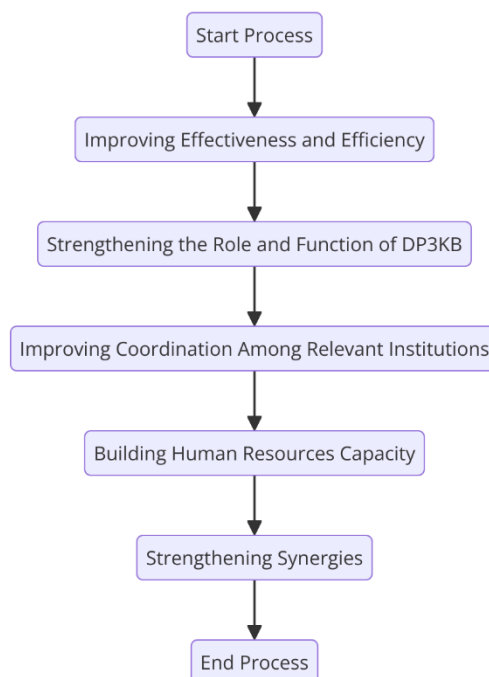 Start Process
Improving Effectiveness and Efficiency
Strengthening the Role and Function of DP3KB
Improving Coordination Among Relevant Institutions
Building Human Resources Capacity
Strengthening Synergies
End Process